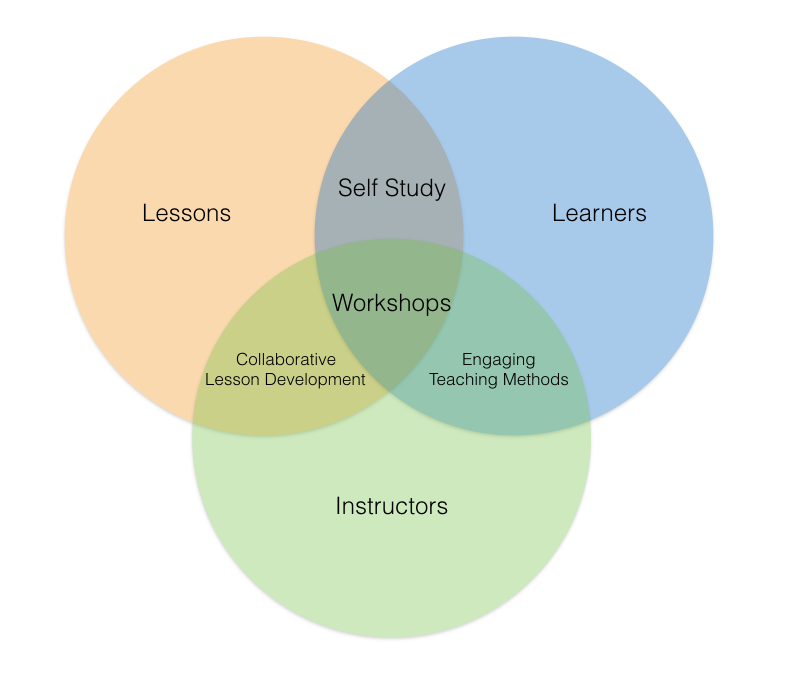 Self Study
Lessons
Learners
Workshops
Collaborative
Lesson Development
Engaging
Teaching Methods
Instructors